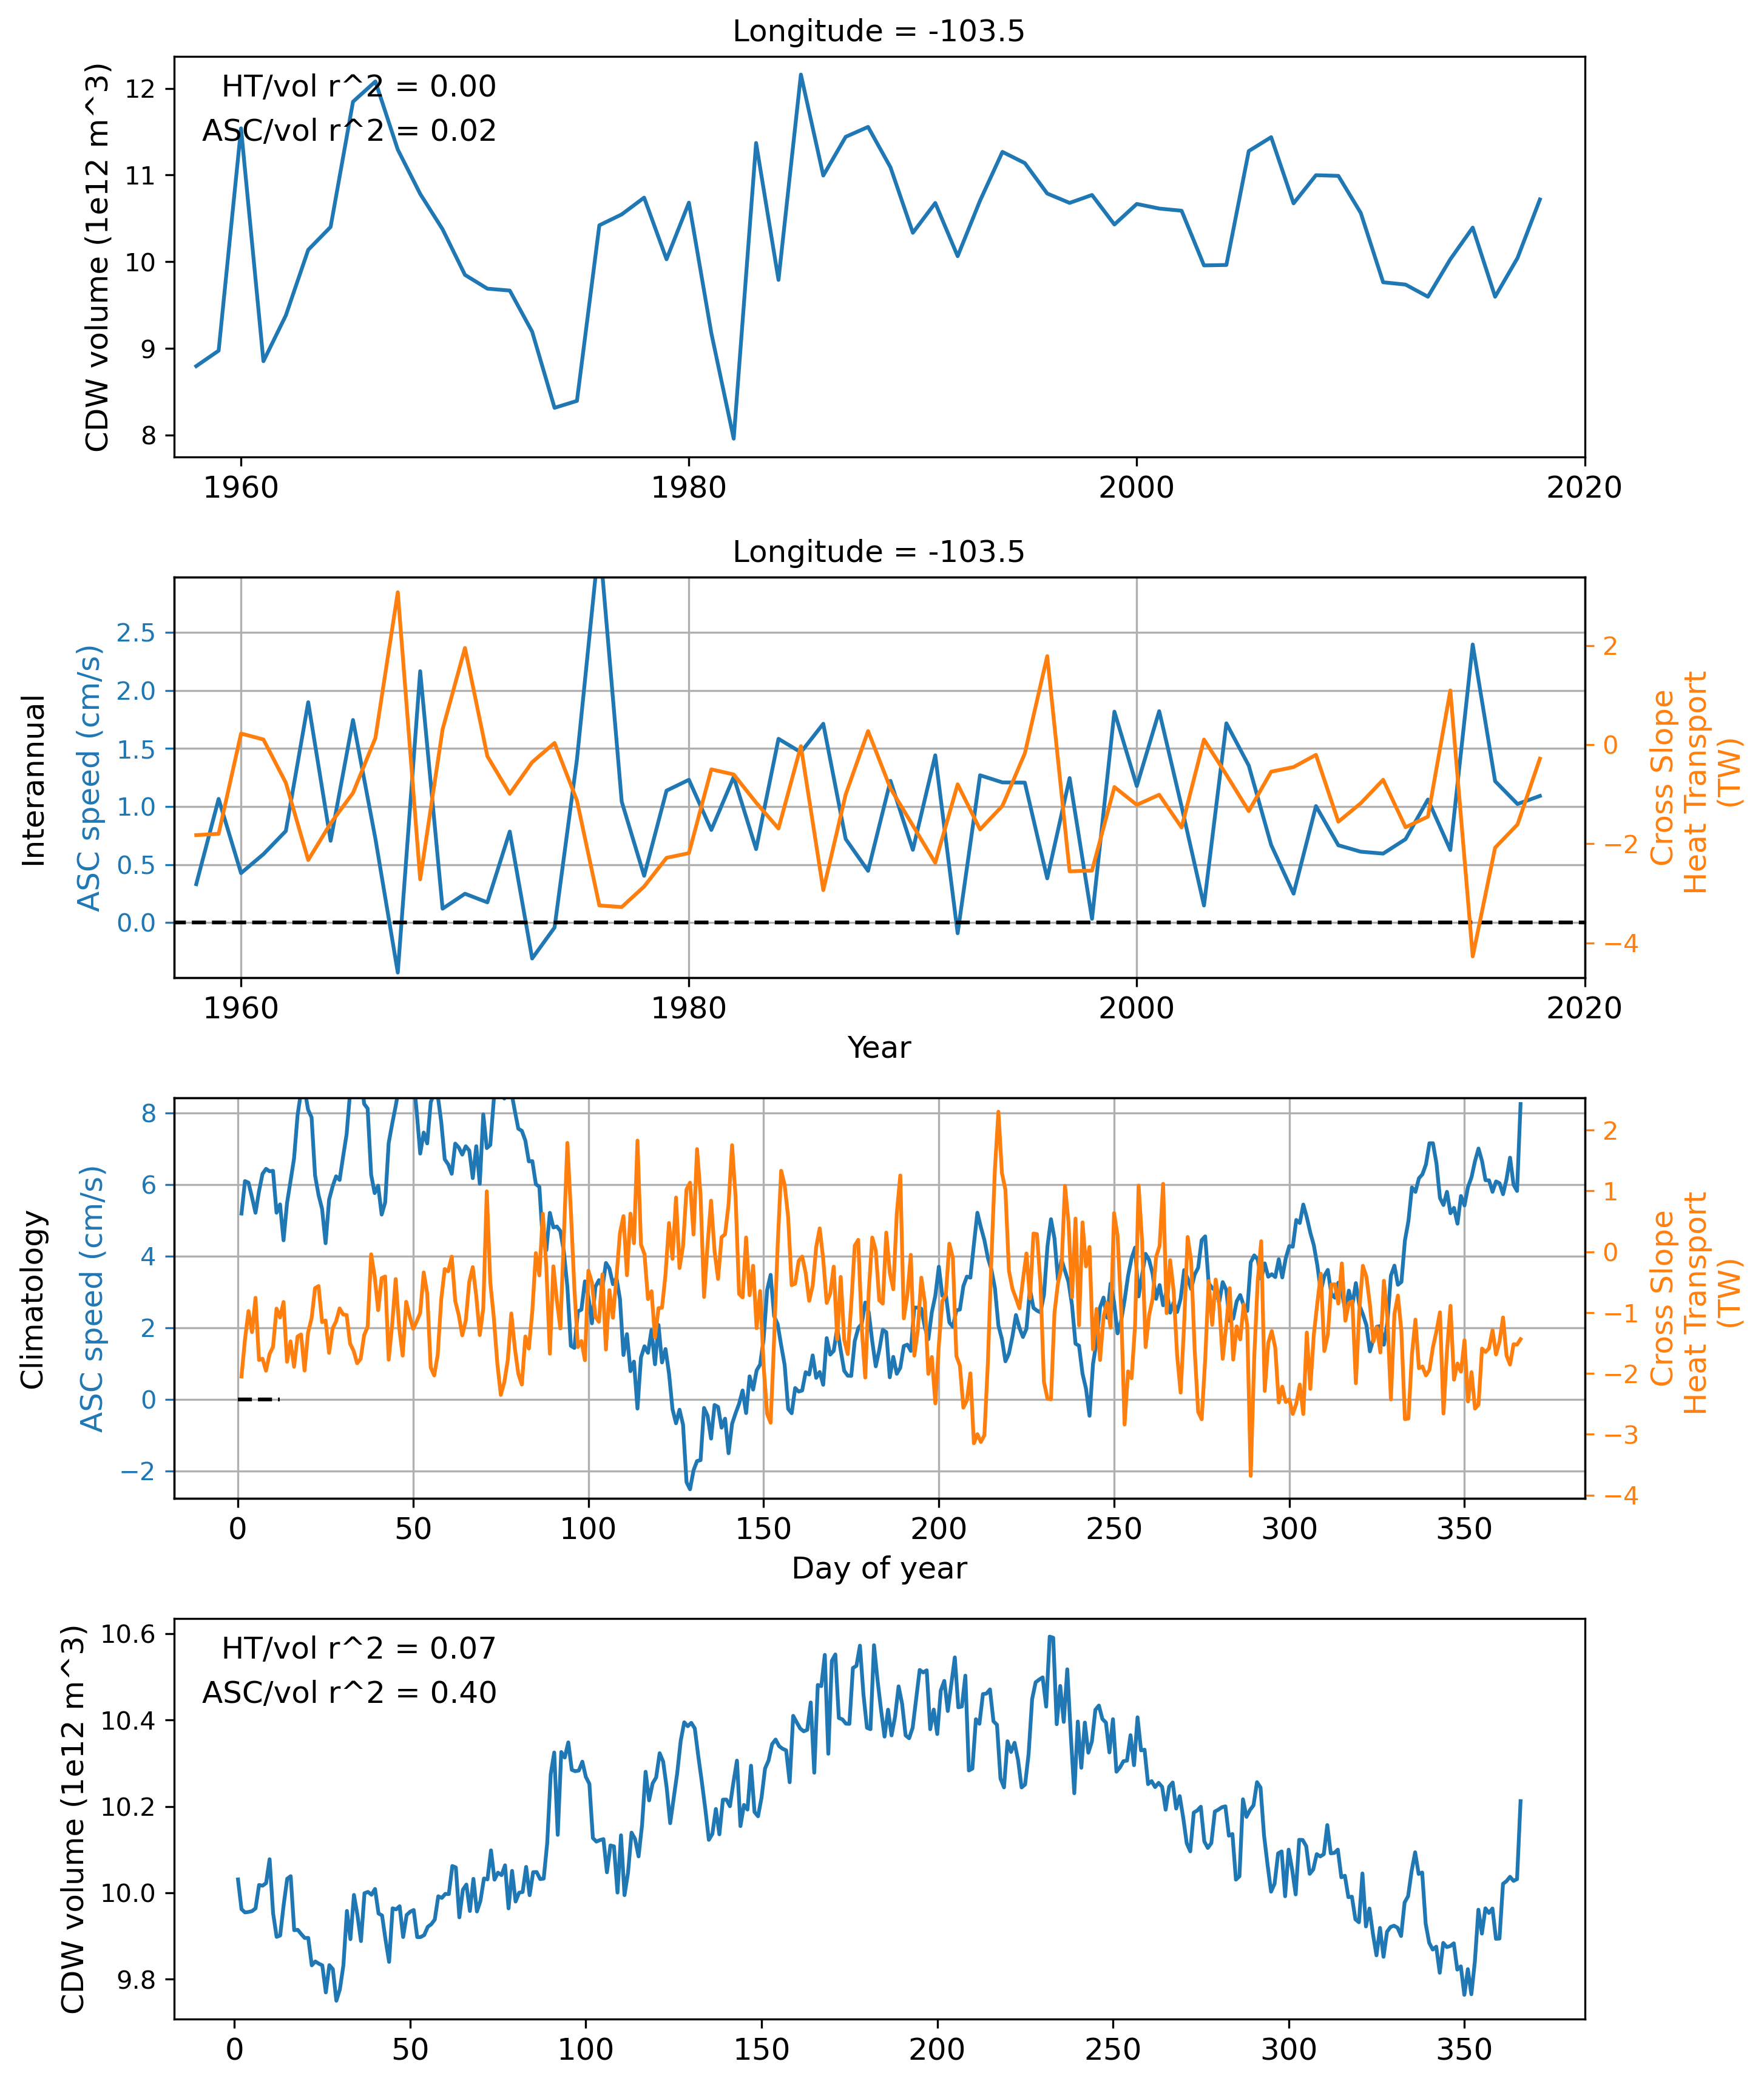 Longitude = -103.5
CDW volume (1e12 m^3)
HT/vol r^2 = 0.00
ASC/vol r^2 = 0.02
12
11
10
9
8
1960 1980 2000 2020
Longitude = -103.5
Interannual
ASC speed (cm/s)
2.5
2.0
1.5
1.0
0.5
0.0
2
0
−2
−4
Cross Slope
Heat Transport
(TW)
1960 1980 2000 2020
Year
Climatology
ASC speed (cm/s)
8
6
4
2
0
−2
2
1
0
−1
−2
−3
−4
Cross Slope
Heat Transport
(TW)
0 50 100 150 200 250 300 350
Day of year
CDW volume (1e12 m^3)
HT/vol r^2 = 0.07
ASC/vol r^2 = 0.40
10.6
10.4
10.2
10.0
9.8
0 50 100 150 200 250 300 350